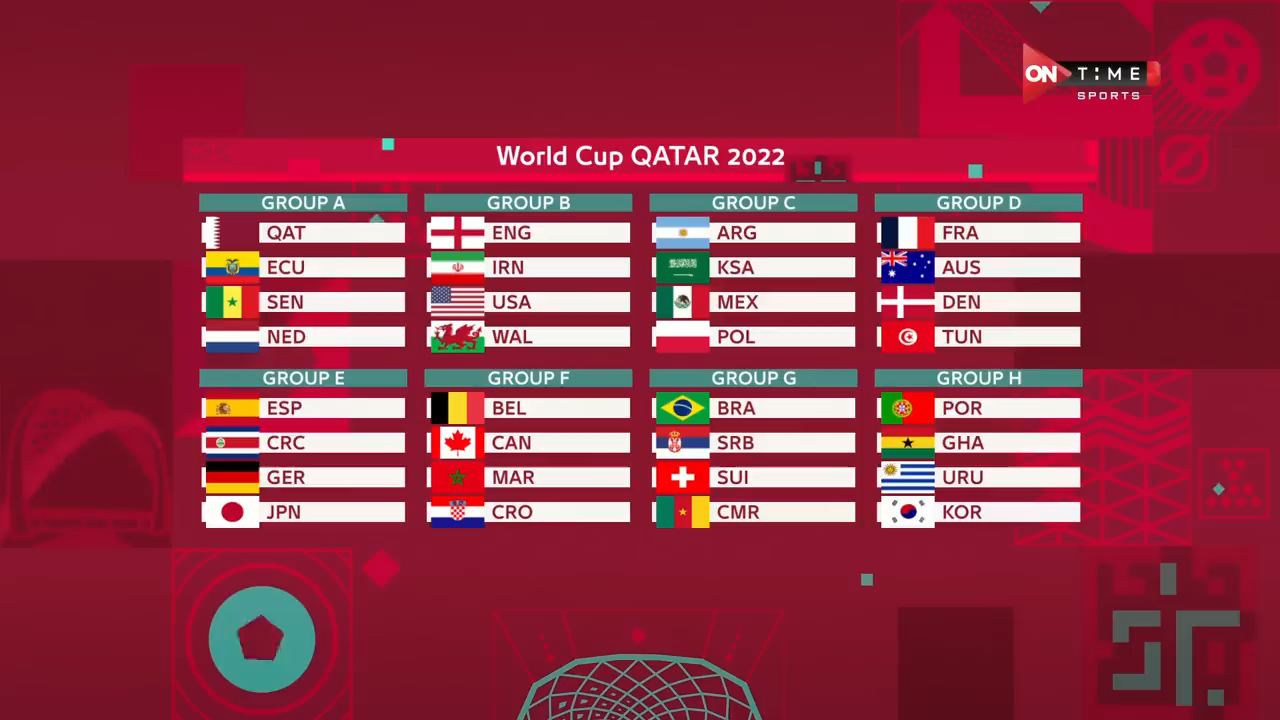 ON TIME
SPORTS
World Cup QATAR 2022
GROUP A
QAT
ECU
SEN
NED
GROUP B
ENG
IRN
USA
WAL
GROUP C
ARG
KSA
MEX
POL
GROUP D
FRA
AUS
DEN
TUN
GROUP E
ESP
CRC
GER
JPN
GROUP F
BEL
CAN
MAR
CRO
GROUP G
BRA
SRB
SUI
CMR
GROUP H
POR
GHA
URU
KOR